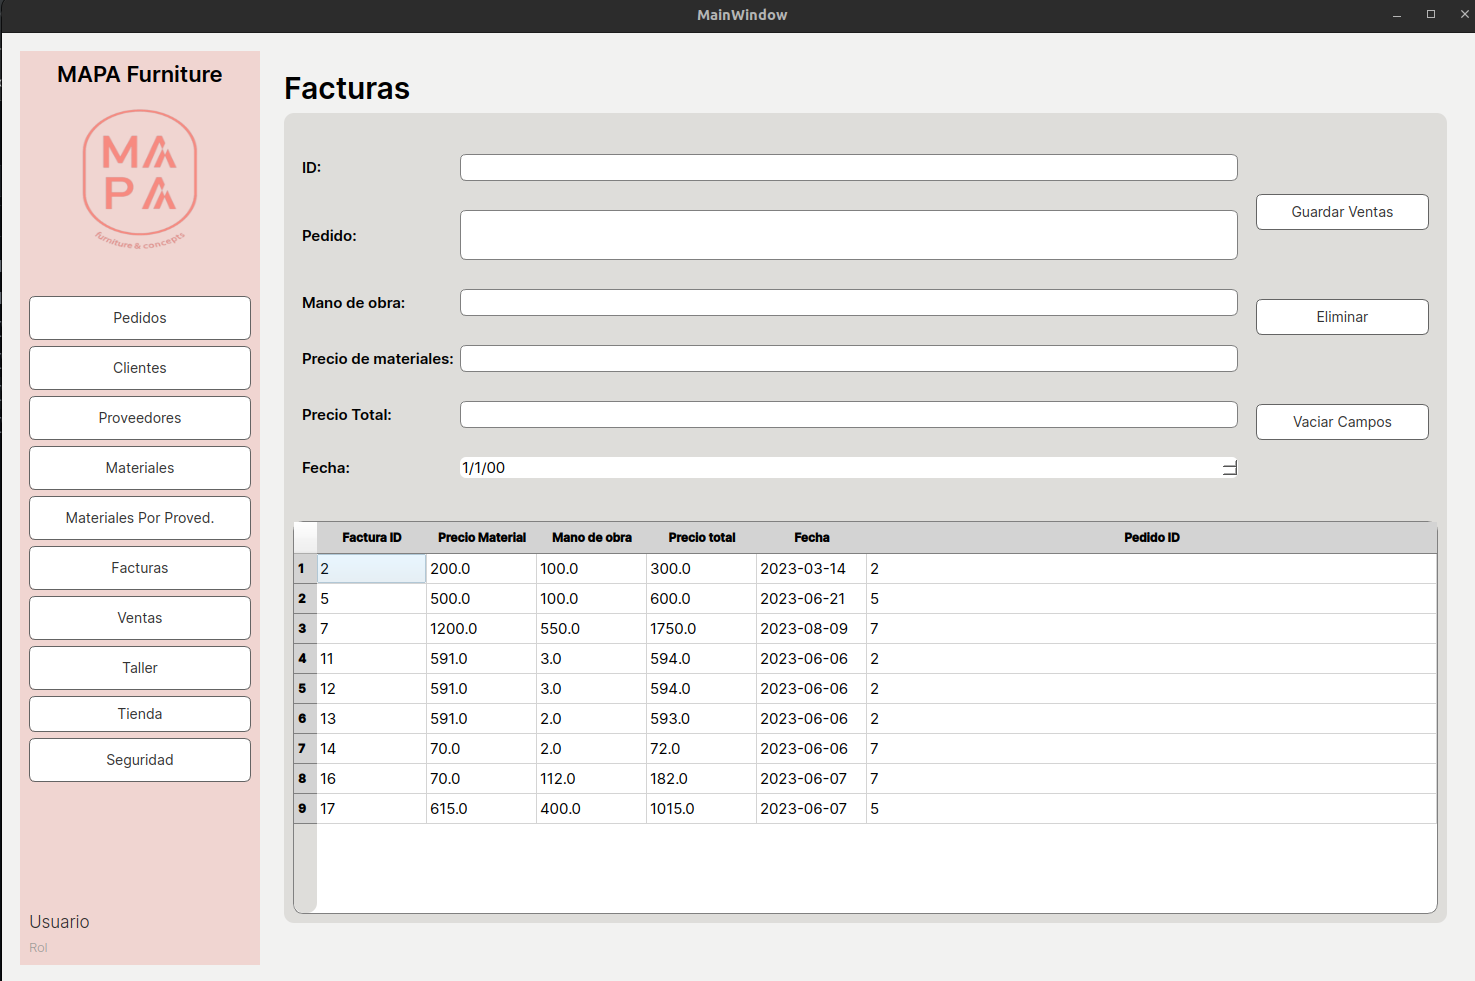 MainWindow
MAPA Furniture
MA
PA
furniture & concepts
Pedidos
Clientes
Proveedores
Materiales
Materiales Por Proved.
Facturas
Ventas
Taller
Tienda
Seguridad
Usuario
Rol
Facturas
ID:
Pedido:
Mano de obra:
Precio de materiales:
Precio Total:
Fecha: 1/1/00
Guardar Ventas
Eliminar
Vaciar Campos
Factura ID Precio Material Mano de obra Precio total Fecha Pedido ID
1 2 200.0 100.0 300.0 2023-03-14 2
2 5 500.0 100.0 600.0 2023-06-21 5
3 7 1200.0 550.0 1750.0 2023-08-09 7
4 11 591.0 3.0 594.0 2023-06-06 2
5 12 591.0 3.0 594.0 2023-06-06 2
6 13 591.0 2.0 593.0 2023-06-06 2
7 14 70.0 2.0 72.0 2023-06-06 7
8 16 70.0 112.0 182.0 2023-06-07 7
9 17 615.0 400.0 1015.0 2023-06-07 5